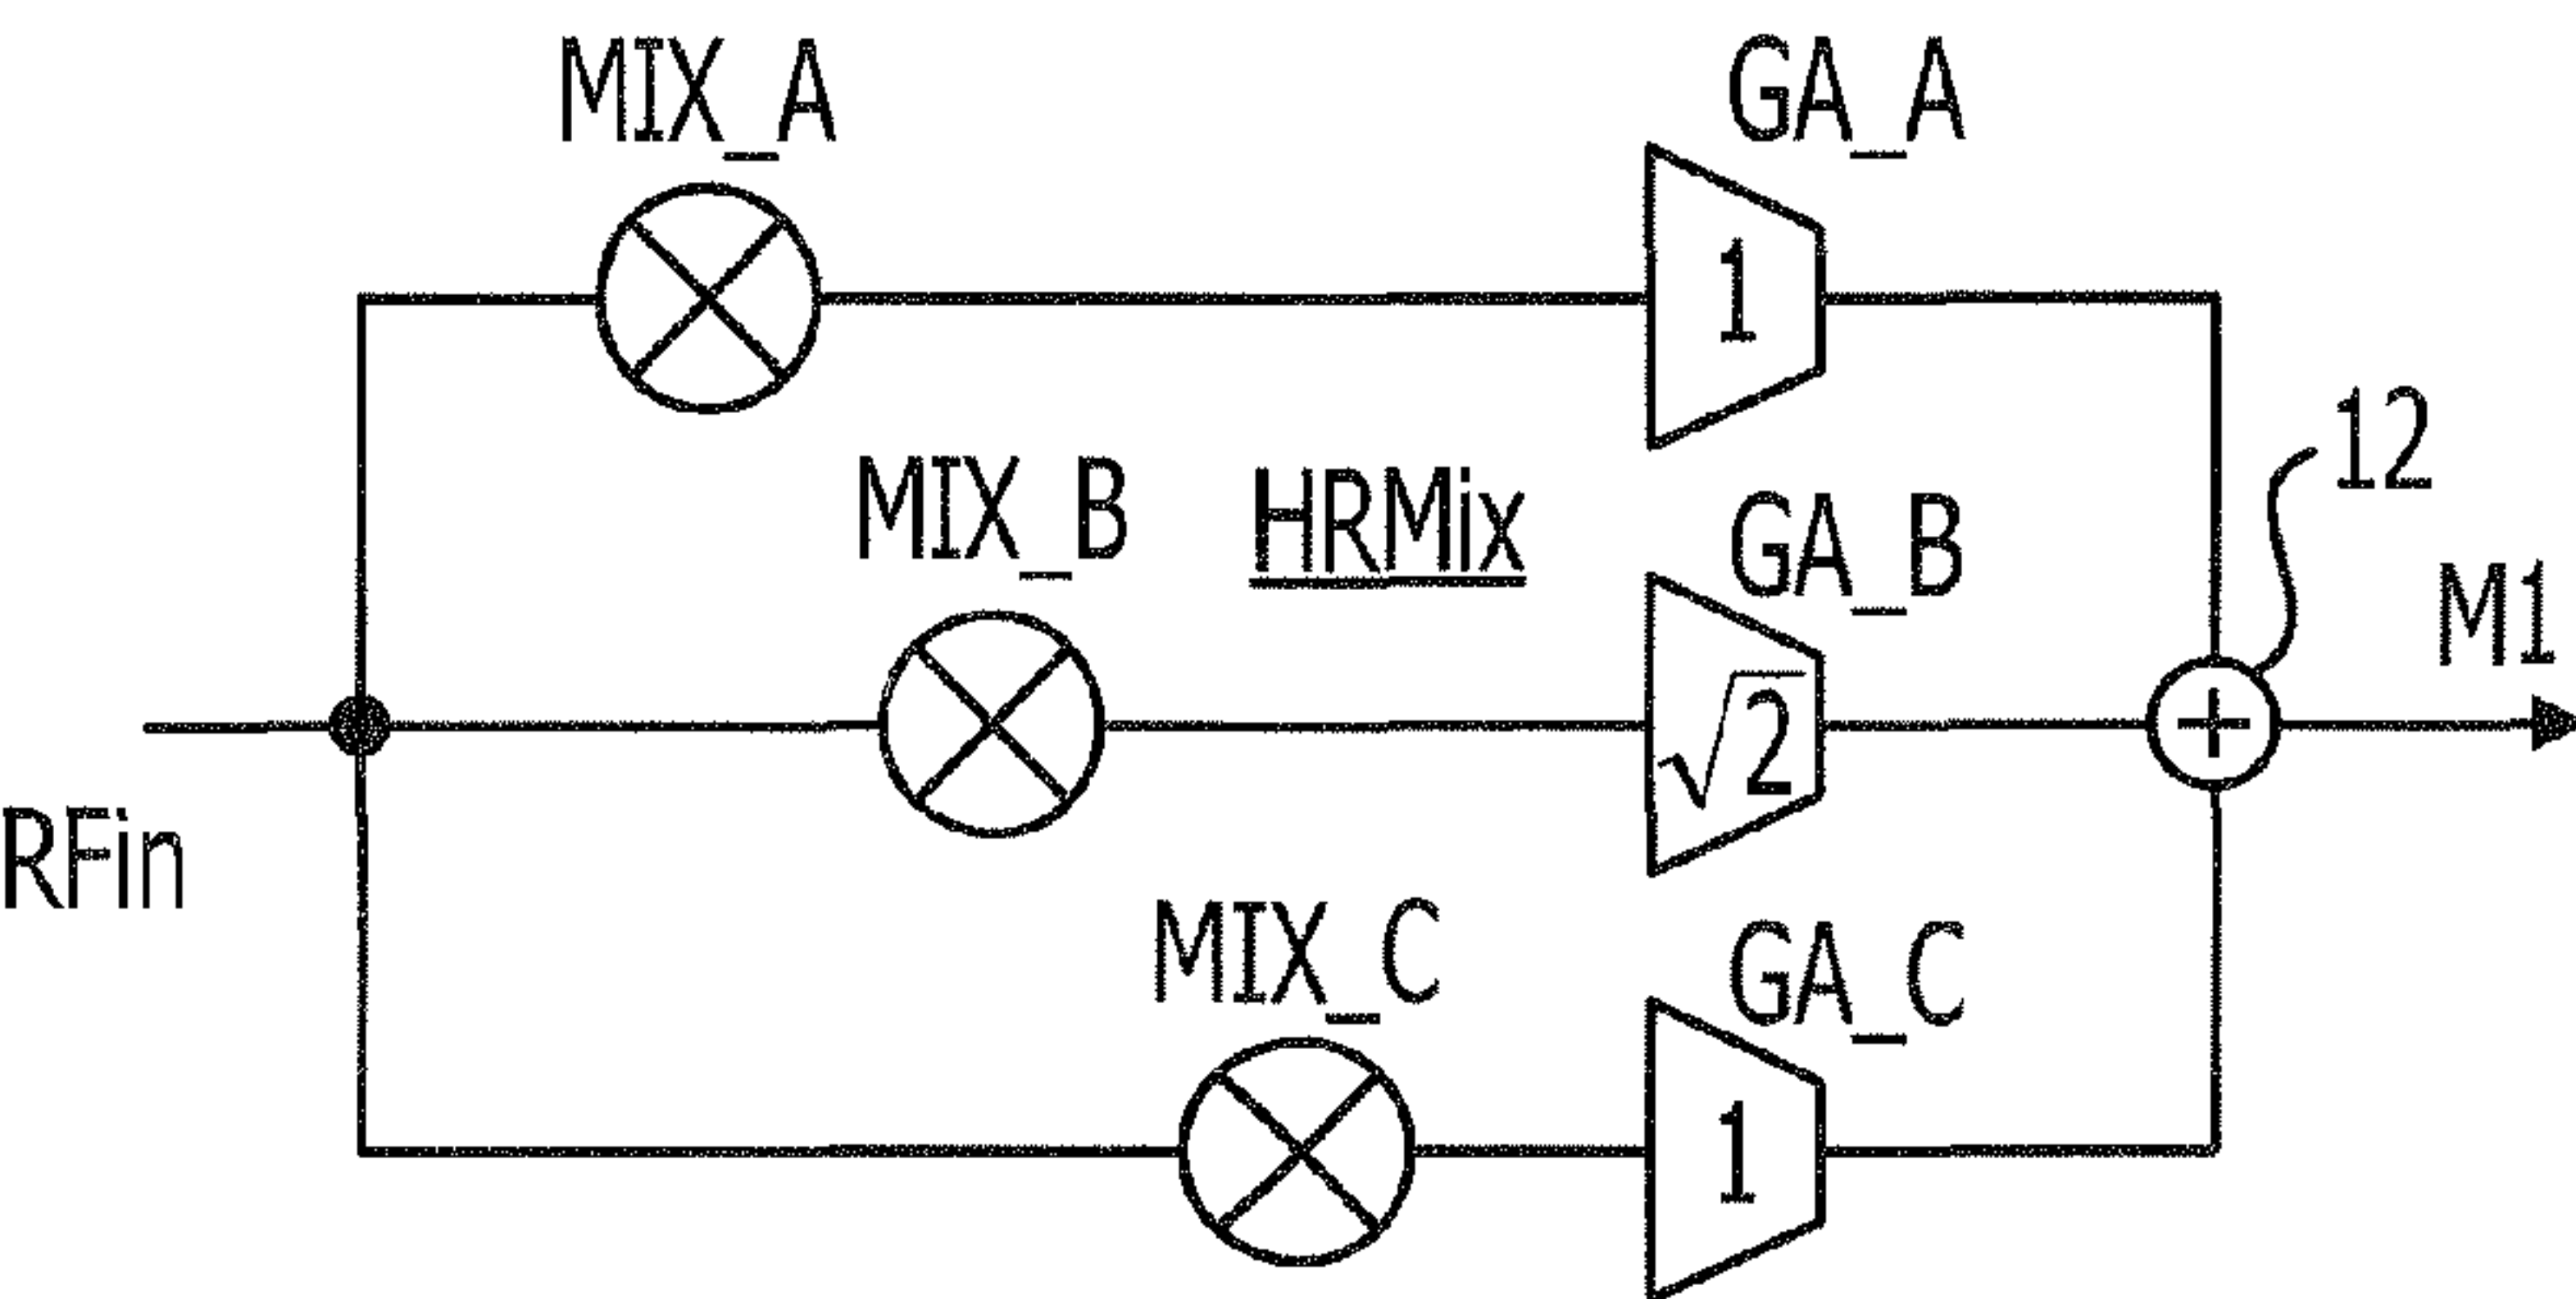 MIX_A
GA_A
1
12
MIX_B
HRMix
GA_B
√2
M1
RFin
MIX_C
GA_C
1